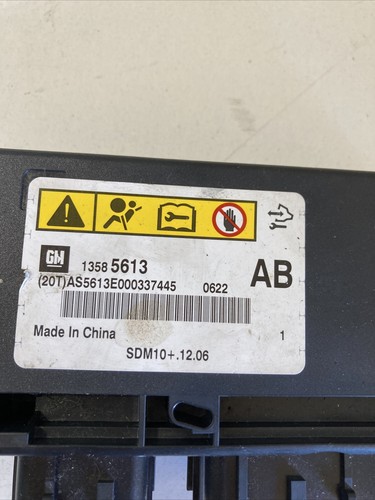 GM
1358 5613
AB
(20T)AS5613E000337445 0622
Made In China 1
SDM10+.12.06